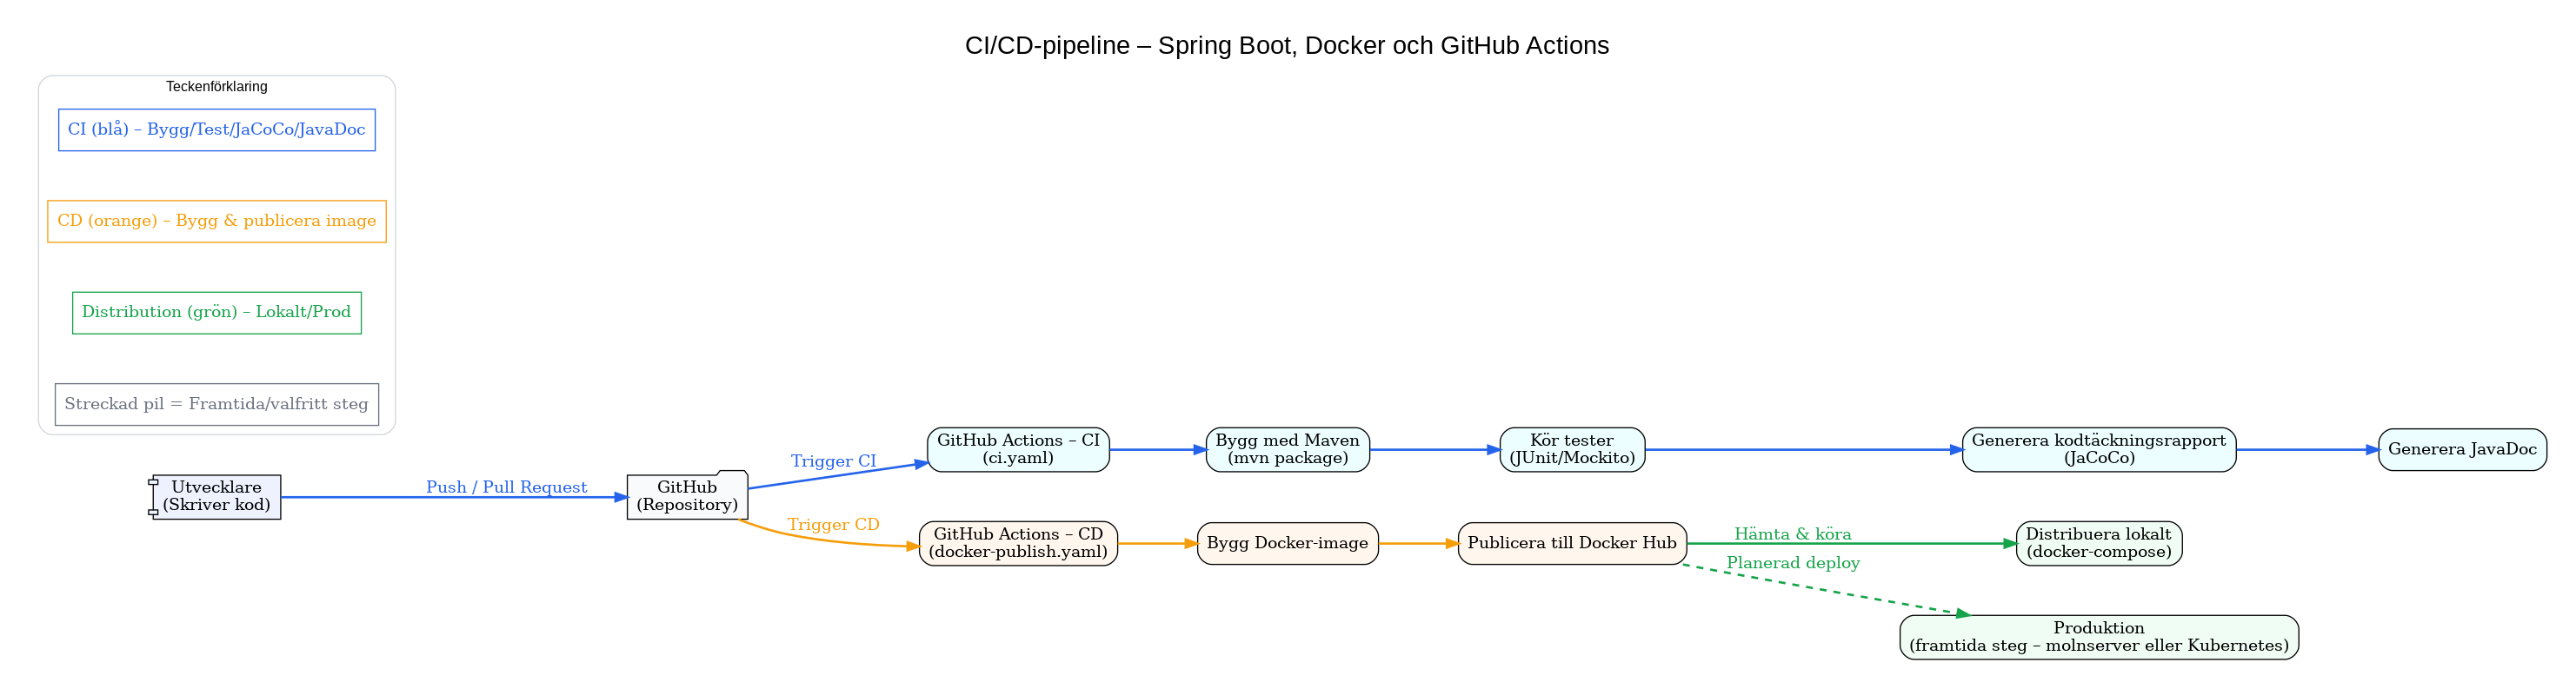 CI/CD-pipeline – Spring Boot, Docker och GitHub Actions
Teckenförklaring
CI (blå) – Bygg/Test/JaCoCo/JavaDoc
CD (orange) – Bygg & publicera image
Distribution (grön) – Lokalt/Prod
Streckad pil = Framtida/valfritt steg
Utvecklare
(Skriver kod)
Push / Pull Request
GitHub
(Repository)
Trigger CI
GitHub Actions – CI
(ci.yaml)
Bygg med Maven
(mvn package)
Kör tester
(JUnit/Mockito)
Generera kodtäckningsrapport
(JaCoCo)
Generera JavaDoc
Trigger CD
GitHub Actions – CD
(docker-publish.yaml)
Bygg Docker-image
Publicera till Docker Hub
Hämta & köra
Distribuera lokalt
(docker-compose)
Planerad deploy
Produktion
(framtida steg – molnserver eller Kubernetes)